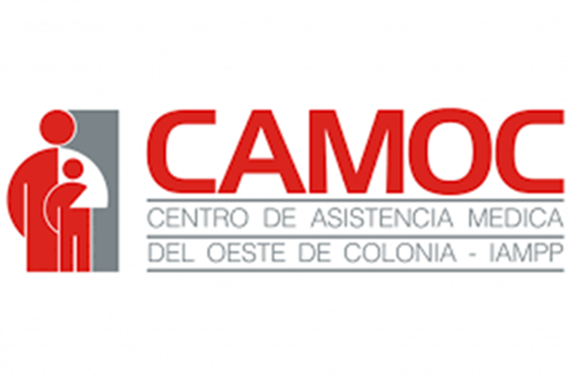 CAMOC
CENTRO DE ASISTENCIA MEDICA
DEL OESTE DE COLONIA - IAMPP